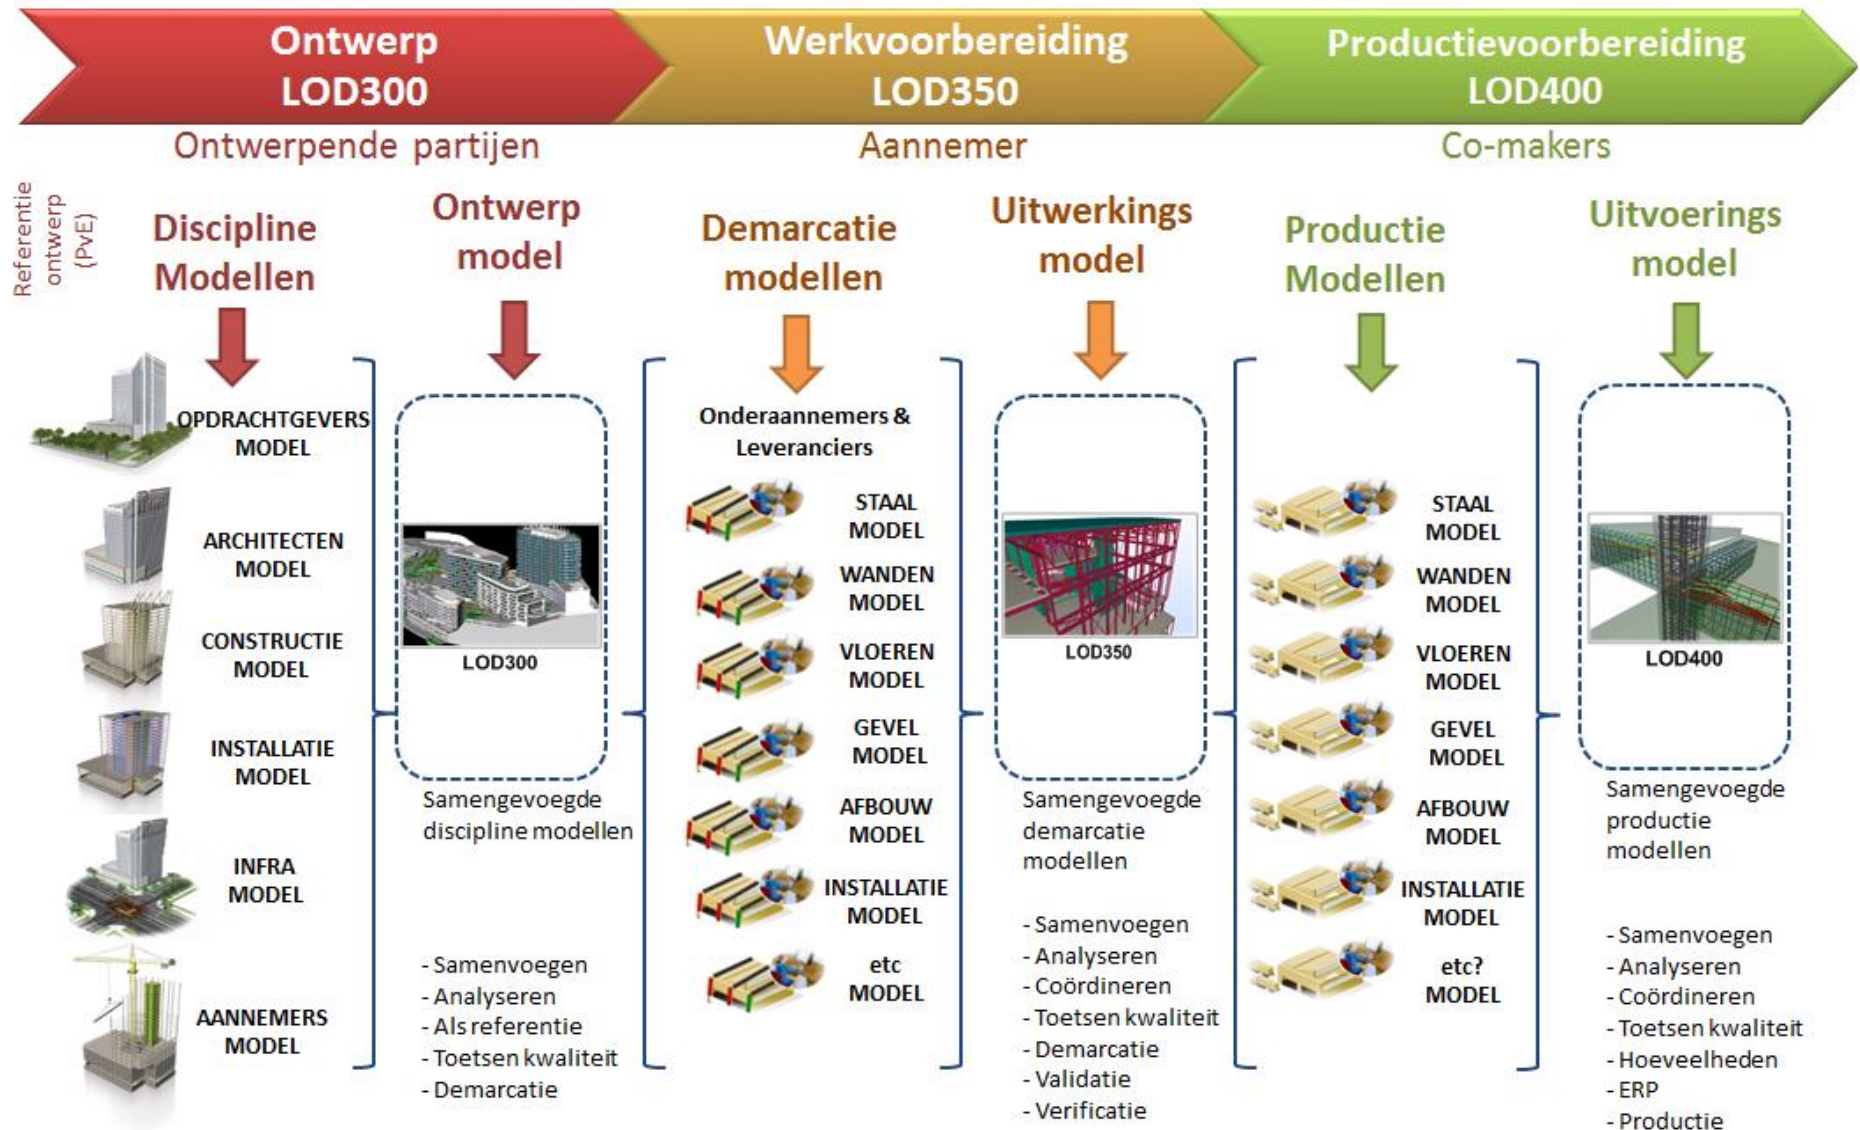 Ontwerp
LOD300
Werkvoorbereiding
LOD350
Productievoorbereiding
LOD400
Ontwerpende partijen
Aannemer
Co-makers
Referentie
ontwerp
(PvE)
Discipline
Modellen
OPDRACHTGEVERS
MODEL
ARCHITECTEN
MODEL
CONSTRUCTIE
MODEL
INSTALLATIE
MODEL
INFRA
MODEL
AANNEMERS
MODEL
Ontwerp
model
LOD300
Samengevoegde
discipline modellen
- Samenvoegen
- Analyseren
- Als referentie
- Toetsen kwaliteit
- Demarcatie
Demarcatie
modellen
Onderaannemers &
Leveranciers
STAAL
MODEL
WANDEN
MODEL
VLOEREN
MODEL
GEVEL
MODEL
AFBOUW
MODEL
INSTALLATIE
MODEL
etc
MODEL
Uitwerkings
model
LOD350
Samengevoegde
demarcatie
modellen
- Samenvoegen
- Analyseren
- Coördineren
- Toetsen kwaliteit
- Demarcatie
- Validatie
- Verificatie
Productie
Modellen
STAAL
MODEL
WANDEN
MODEL
VLOEREN
MODEL
GEVEL
MODEL
AFBOUW
MODEL
INSTALLATIE
MODEL
etc?
MODEL
Uitvoerings
model
LOD400
Samengevoegde
productie
modellen
- Samenvoegen
- Analyseren
- Coördineren
- Toetsen kwaliteit
- Hoeveelheden
- ERP
- Productie